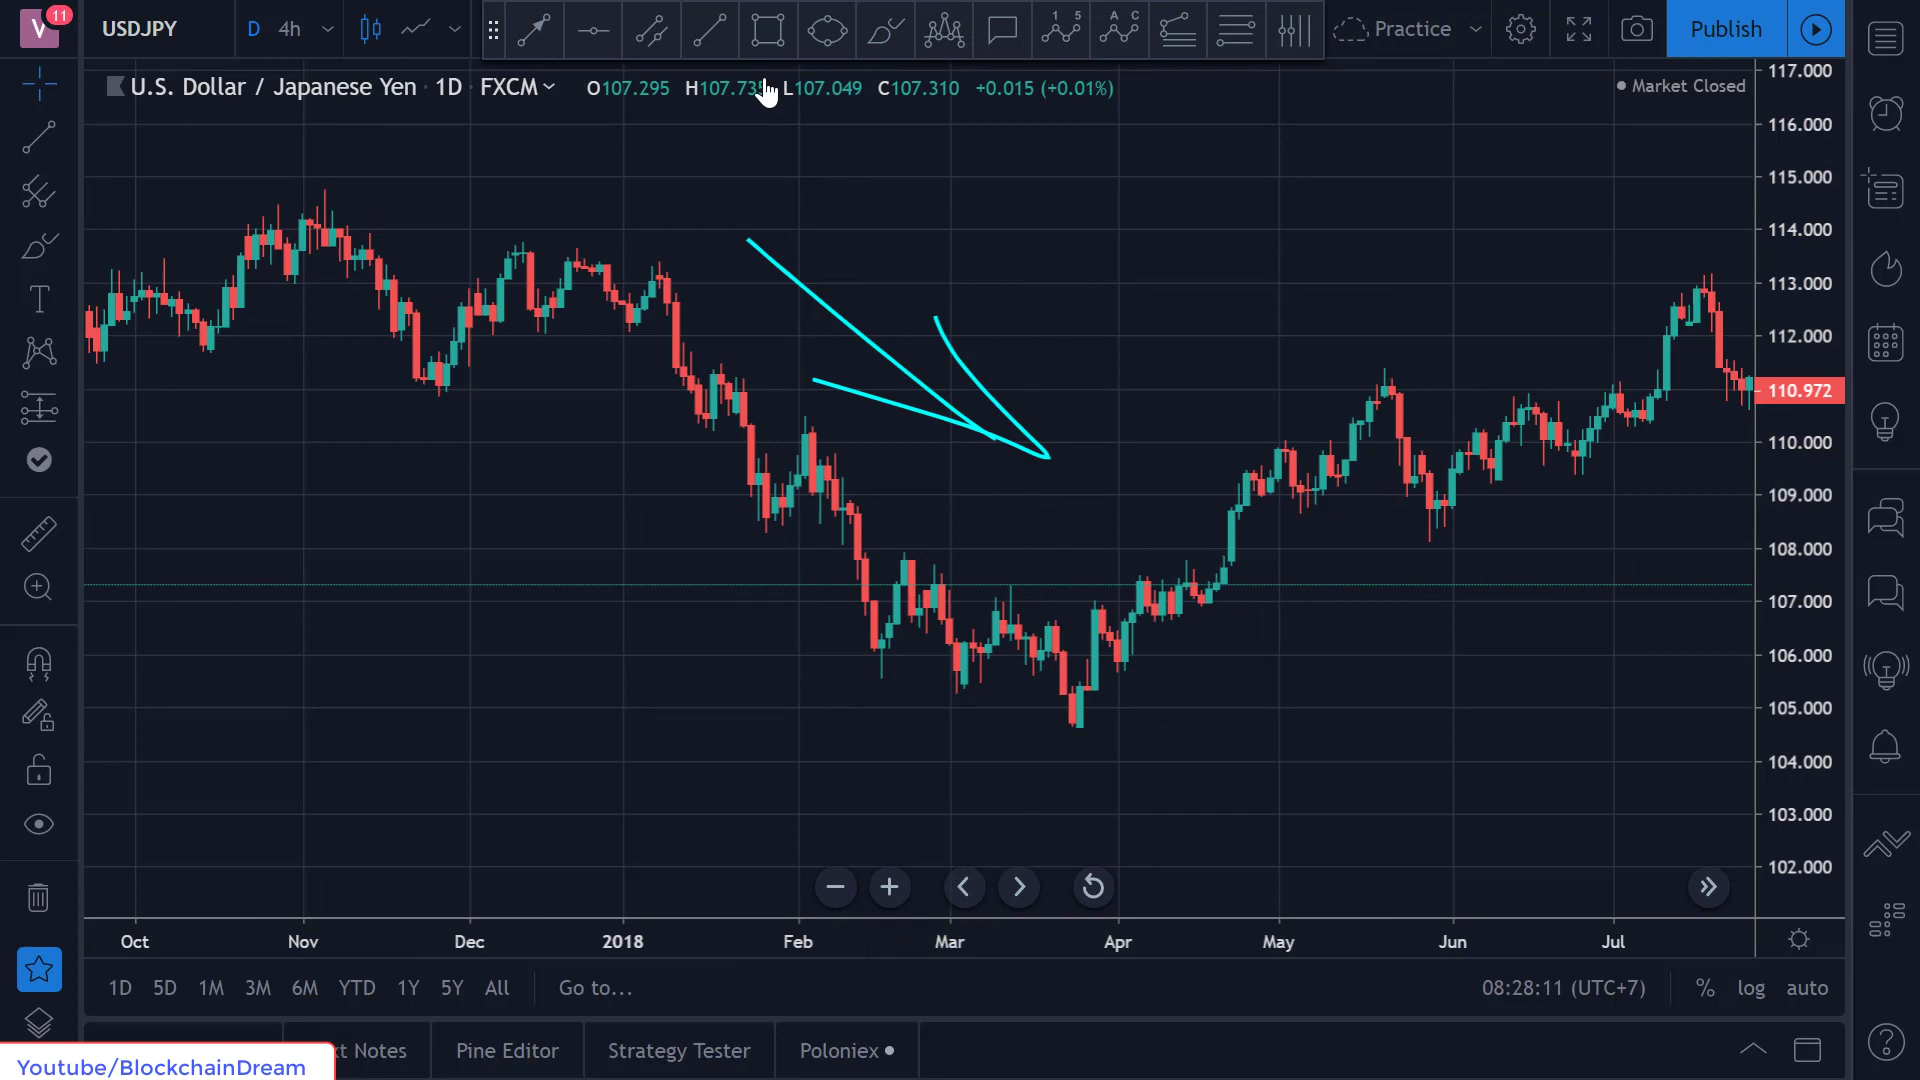 V 11 USDJPY D 4h 1 5 A C Practice Publish
U.S. Dollar / Japanese Yen · 1D · FXCM O107.295 H107.735 L107.049 C107.310 +0.015 (+0.01%)
Market Closed
117.000
116.000
115.000
114.000
113.000
112.000
110.972
110.000
109.000
108.000
107.000
106.000
105.000
104.000
103.000
102.000
Oct Nov Dec 2018 Feb Mar Apr May Jun Jul
1D 5D 1M 3M 6M YTD 1Y 5Y All Go to... 08:28:11 (UTC+7) % log auto
Notes Pine Editor Strategy Tester Poloniex
Youtube/BlockchainDream